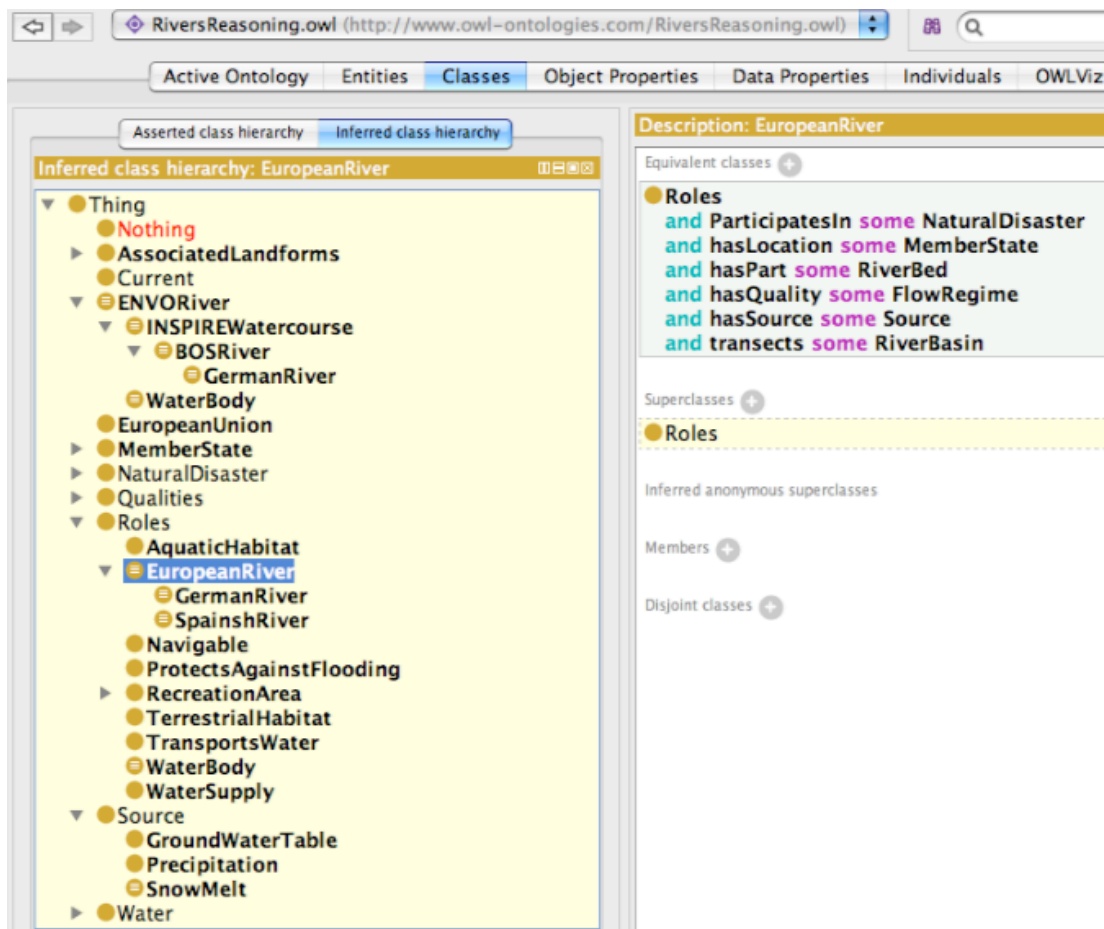 RiversReasoning.owl (http://www.owl-ontologies.com/RiversReasoning.owl)
Active Ontology Entities Classes Object Properties Data Properties Individuals OWLViz
Asserted class hierarchy Inferred class hierarchy
Inferred class hierarchy: EuropeanRiver
Thing
Nothing
AssociatedLandforms
Current
ENVORiver
INSPIREWatercourse
BOSRiver
GermanRiver
WaterBody
EuropeanUnion
MemberState
NaturalDisaster
Qualities
Roles
AquaticHabitat
EuropeanRiver
GermanRiver
SpainshRiver
Navigable
ProtectsAgainstFlooding
RecreationArea
TerrestrialHabitat
TransportsWater
WaterBody
WaterSupply
Source
GroundWaterTable
Precipitation
SnowMelt
Water
Description: EuropeanRiver
Equivalent classes
Roles
and ParticipatesIn some NaturalDisaster
and hasLocation some MemberState
and hasPart some RiverBed
and hasQuality some FlowRegime
and hasSource some Source
and transects some RiverBasin
Superclasses
Roles
Inferred anonymous superclasses
Members
Disjoint classes